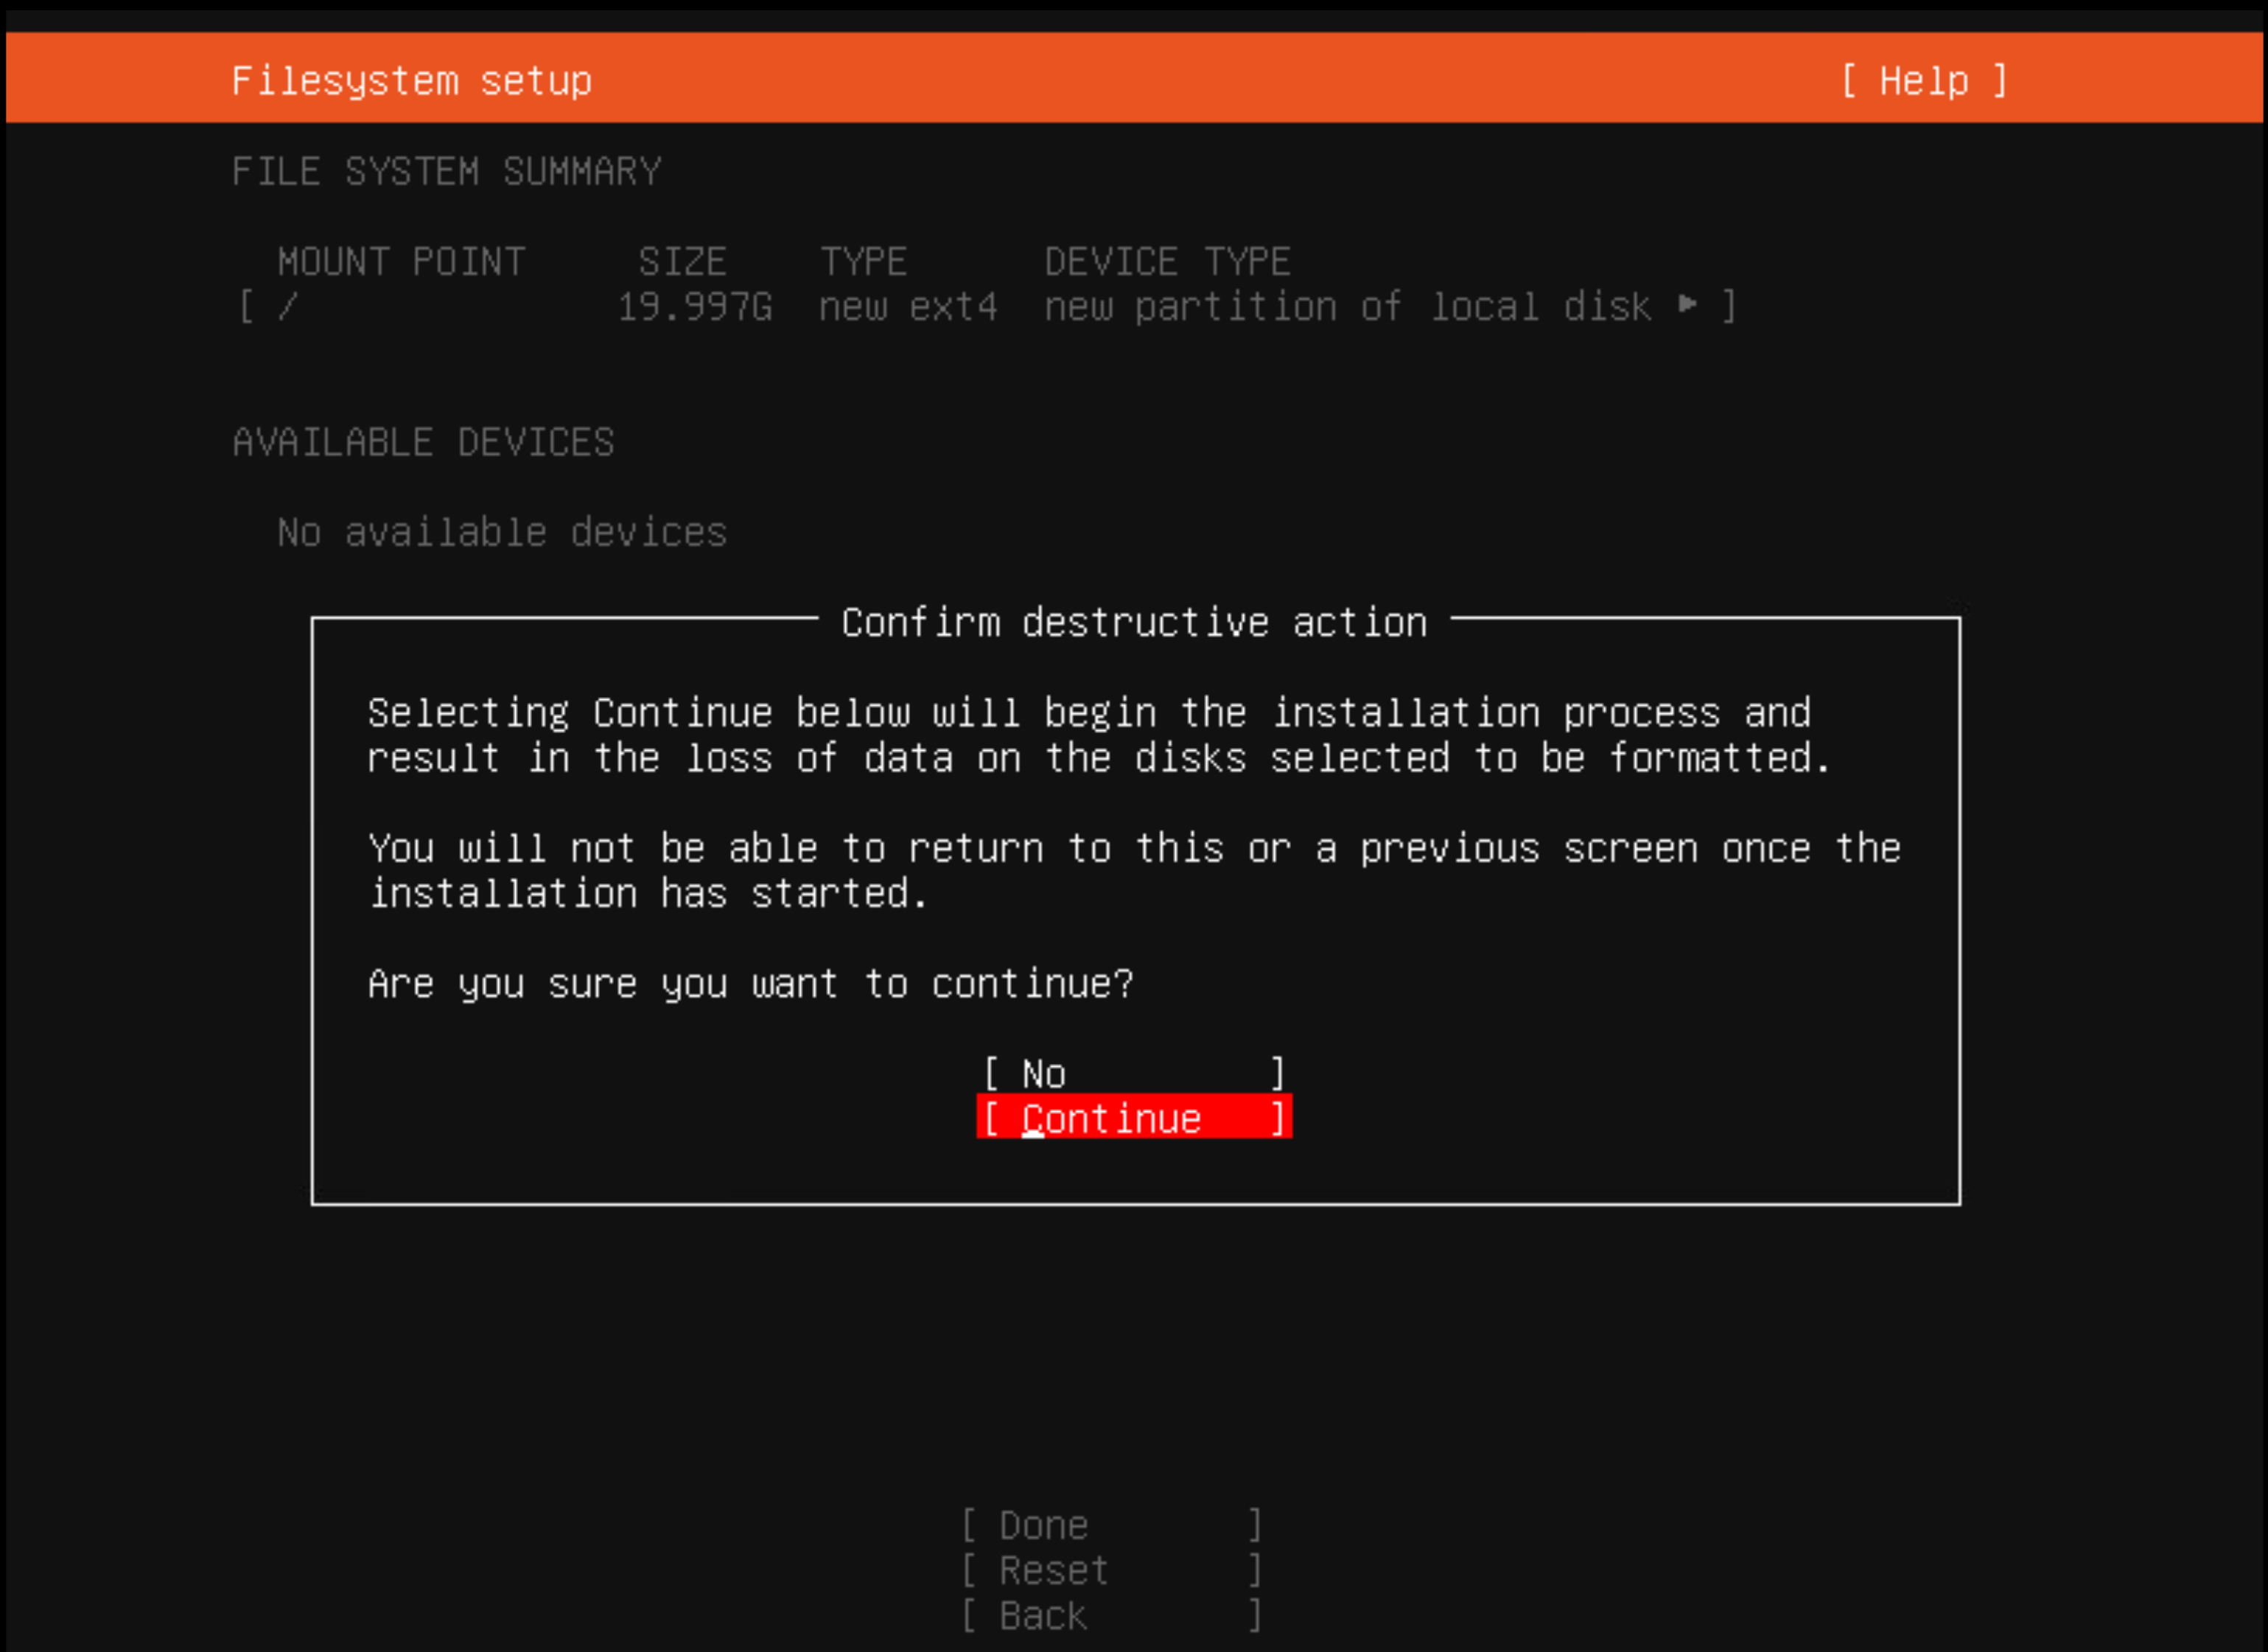 Filesystem setup [ Help ]
FILE SYSTEM SUMMARY
MOUNT POINT SIZE TYPE DEVICE TYPE
[ / 19.997G new ext4 new partition of local disk ▸ ]
AVAILABLE DEVICES
No available devices
Confirm destructive action
Selecting Continue below will begin the installation process and
result in the loss of data on the disks selected to be formatted.
You will not be able to return to this or a previous screen once the
installation has started.
Are you sure you want to continue?
[ No ]
[ Continue ]
[ Done ]
[ Reset ]
[ Back ]